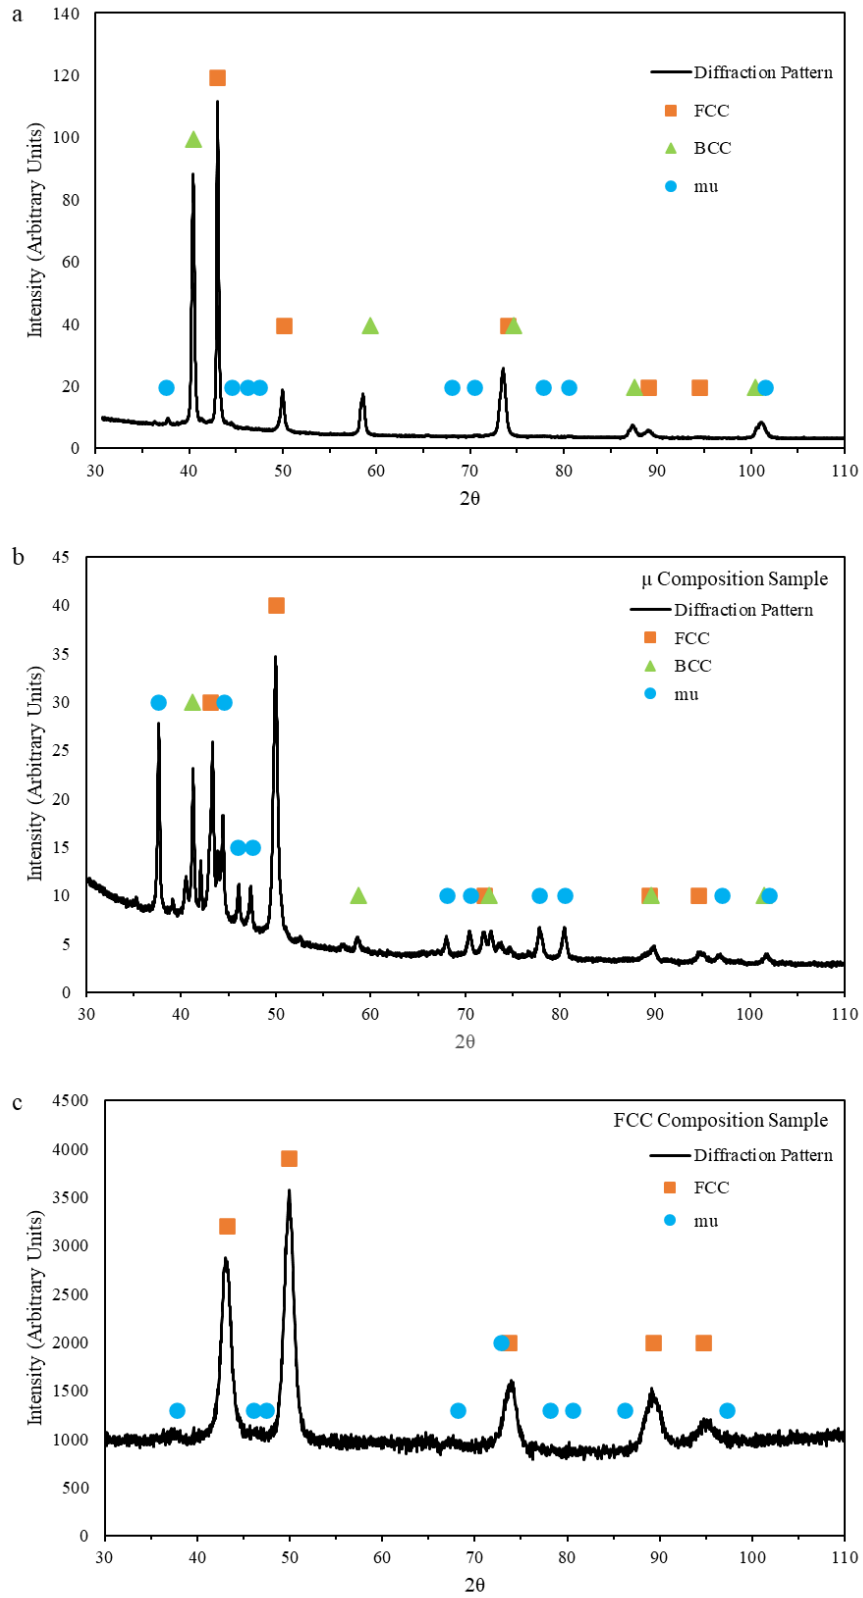 a
140
120
100
80
60
40
20
0
Intensity (Arbitrary Units)
Diffraction Pattern
FCC
BCC
mu
30 40 50 60 70 80 90 100 110
2θ
b
45
40
35
30
25
20
15
10
5
0
Intensity (Arbitrary Units)
μ Composition Sample
Diffraction Pattern
FCC
BCC
mu
30 40 50 60 70 80 90 100 110
2θ
c
4500
4000
3500
3000
2500
2000
1500
1000
500
0
Intensity (Arbitrary Units)
FCC Composition Sample
Diffraction Pattern
FCC
mu
30 40 50 60 70 80 90 100 110
2θ